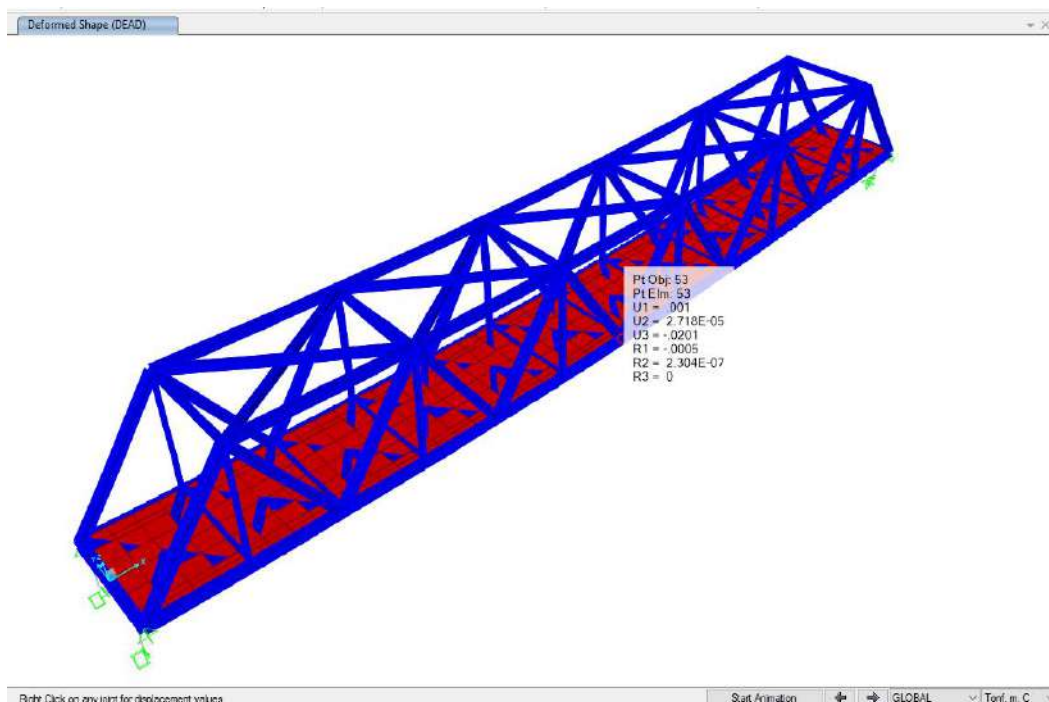 Deformed Shape (DEAD)
Pt Obj: 53
Pt Elm: 53
U1 = .001
U2 = 2.718E-05
U3 = -.0201
R1 = -.0005
R2 = 2.304E-07
R3 = 0
Right Click on any joint for displacement values
Start Animation
GLOBAL
Tonf, m, C